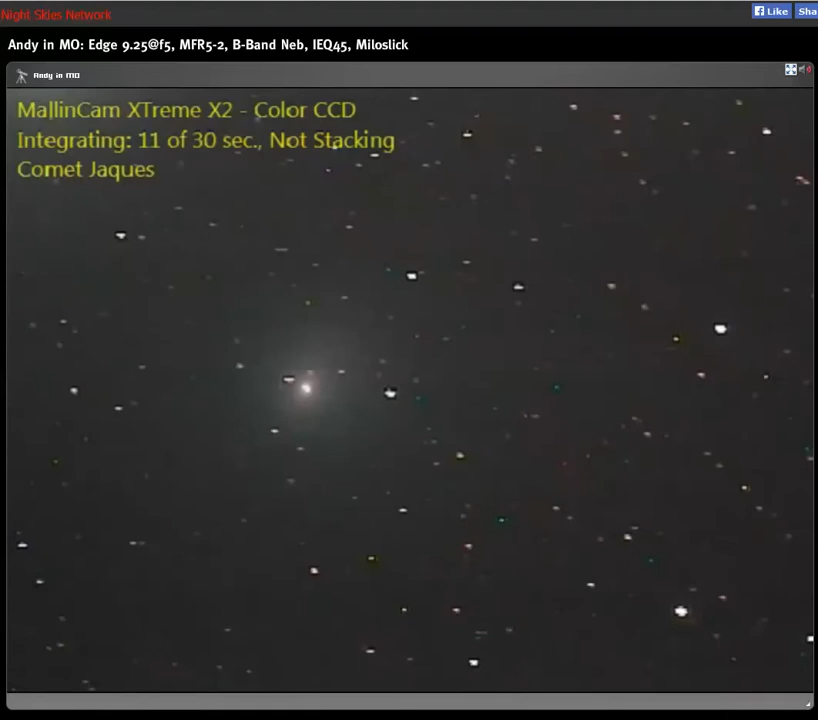 Night Skies Network
Like Sha
Andy in MO: Edge 9.25@f5, MFR5-2, B-Band Neb, IEQ45, Miloslick
Andy in MO
MallinCam XTreme X2 - Color CCD
Integrating: 11 of 30 sec., Not Stacking
Comet Jaques